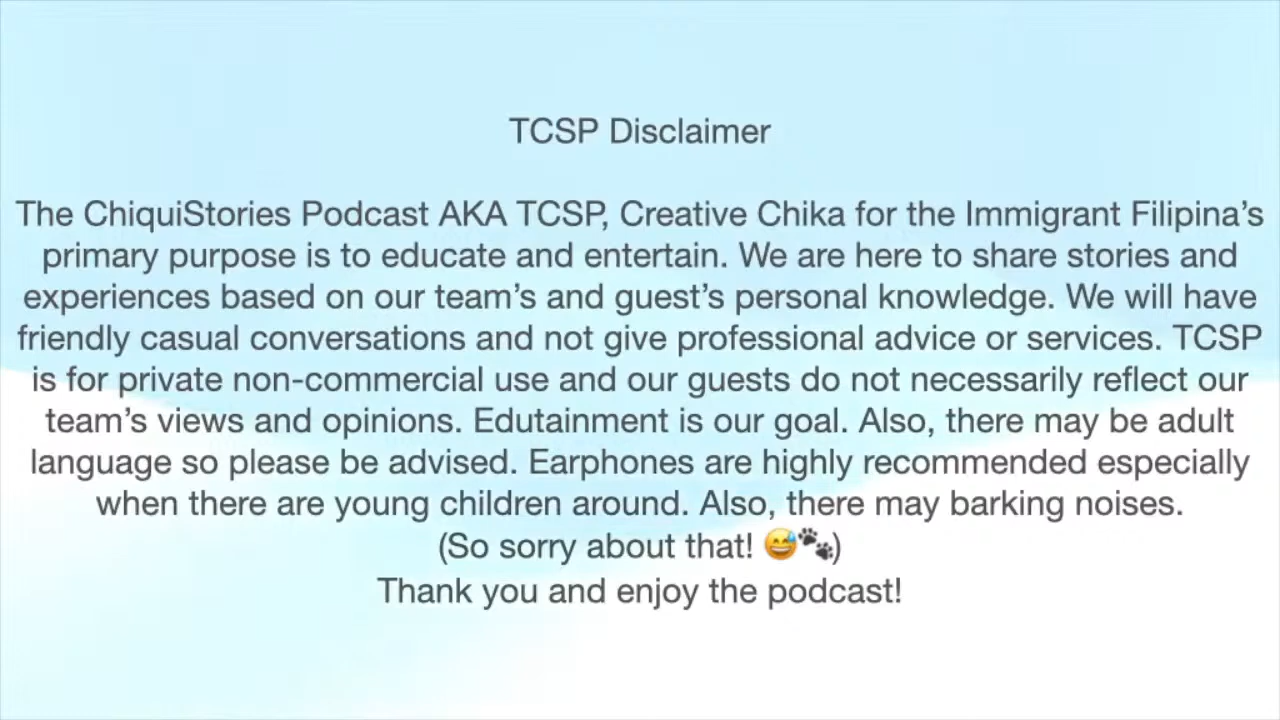 TCSP Disclaimer
The ChiquiStories Podcast AKA TCSP, Creative Chika for the Immigrant Filipina’s
primary purpose is to educate and entertain. We are here to share stories and
experiences based on our team’s and guest’s personal knowledge. We will have
friendly casual conversations and not give professional advice or services. TCSP
is for private non-commercial use and our guests do not necessarily reflect our
team’s views and opinions. Edutainment is our goal. Also, there may be adult
language so please be advised. Earphones are highly recommended especially
when there are young children around. Also, there may barking noises.
(So sorry about that! 😅🐾)
Thank you and enjoy the podcast!